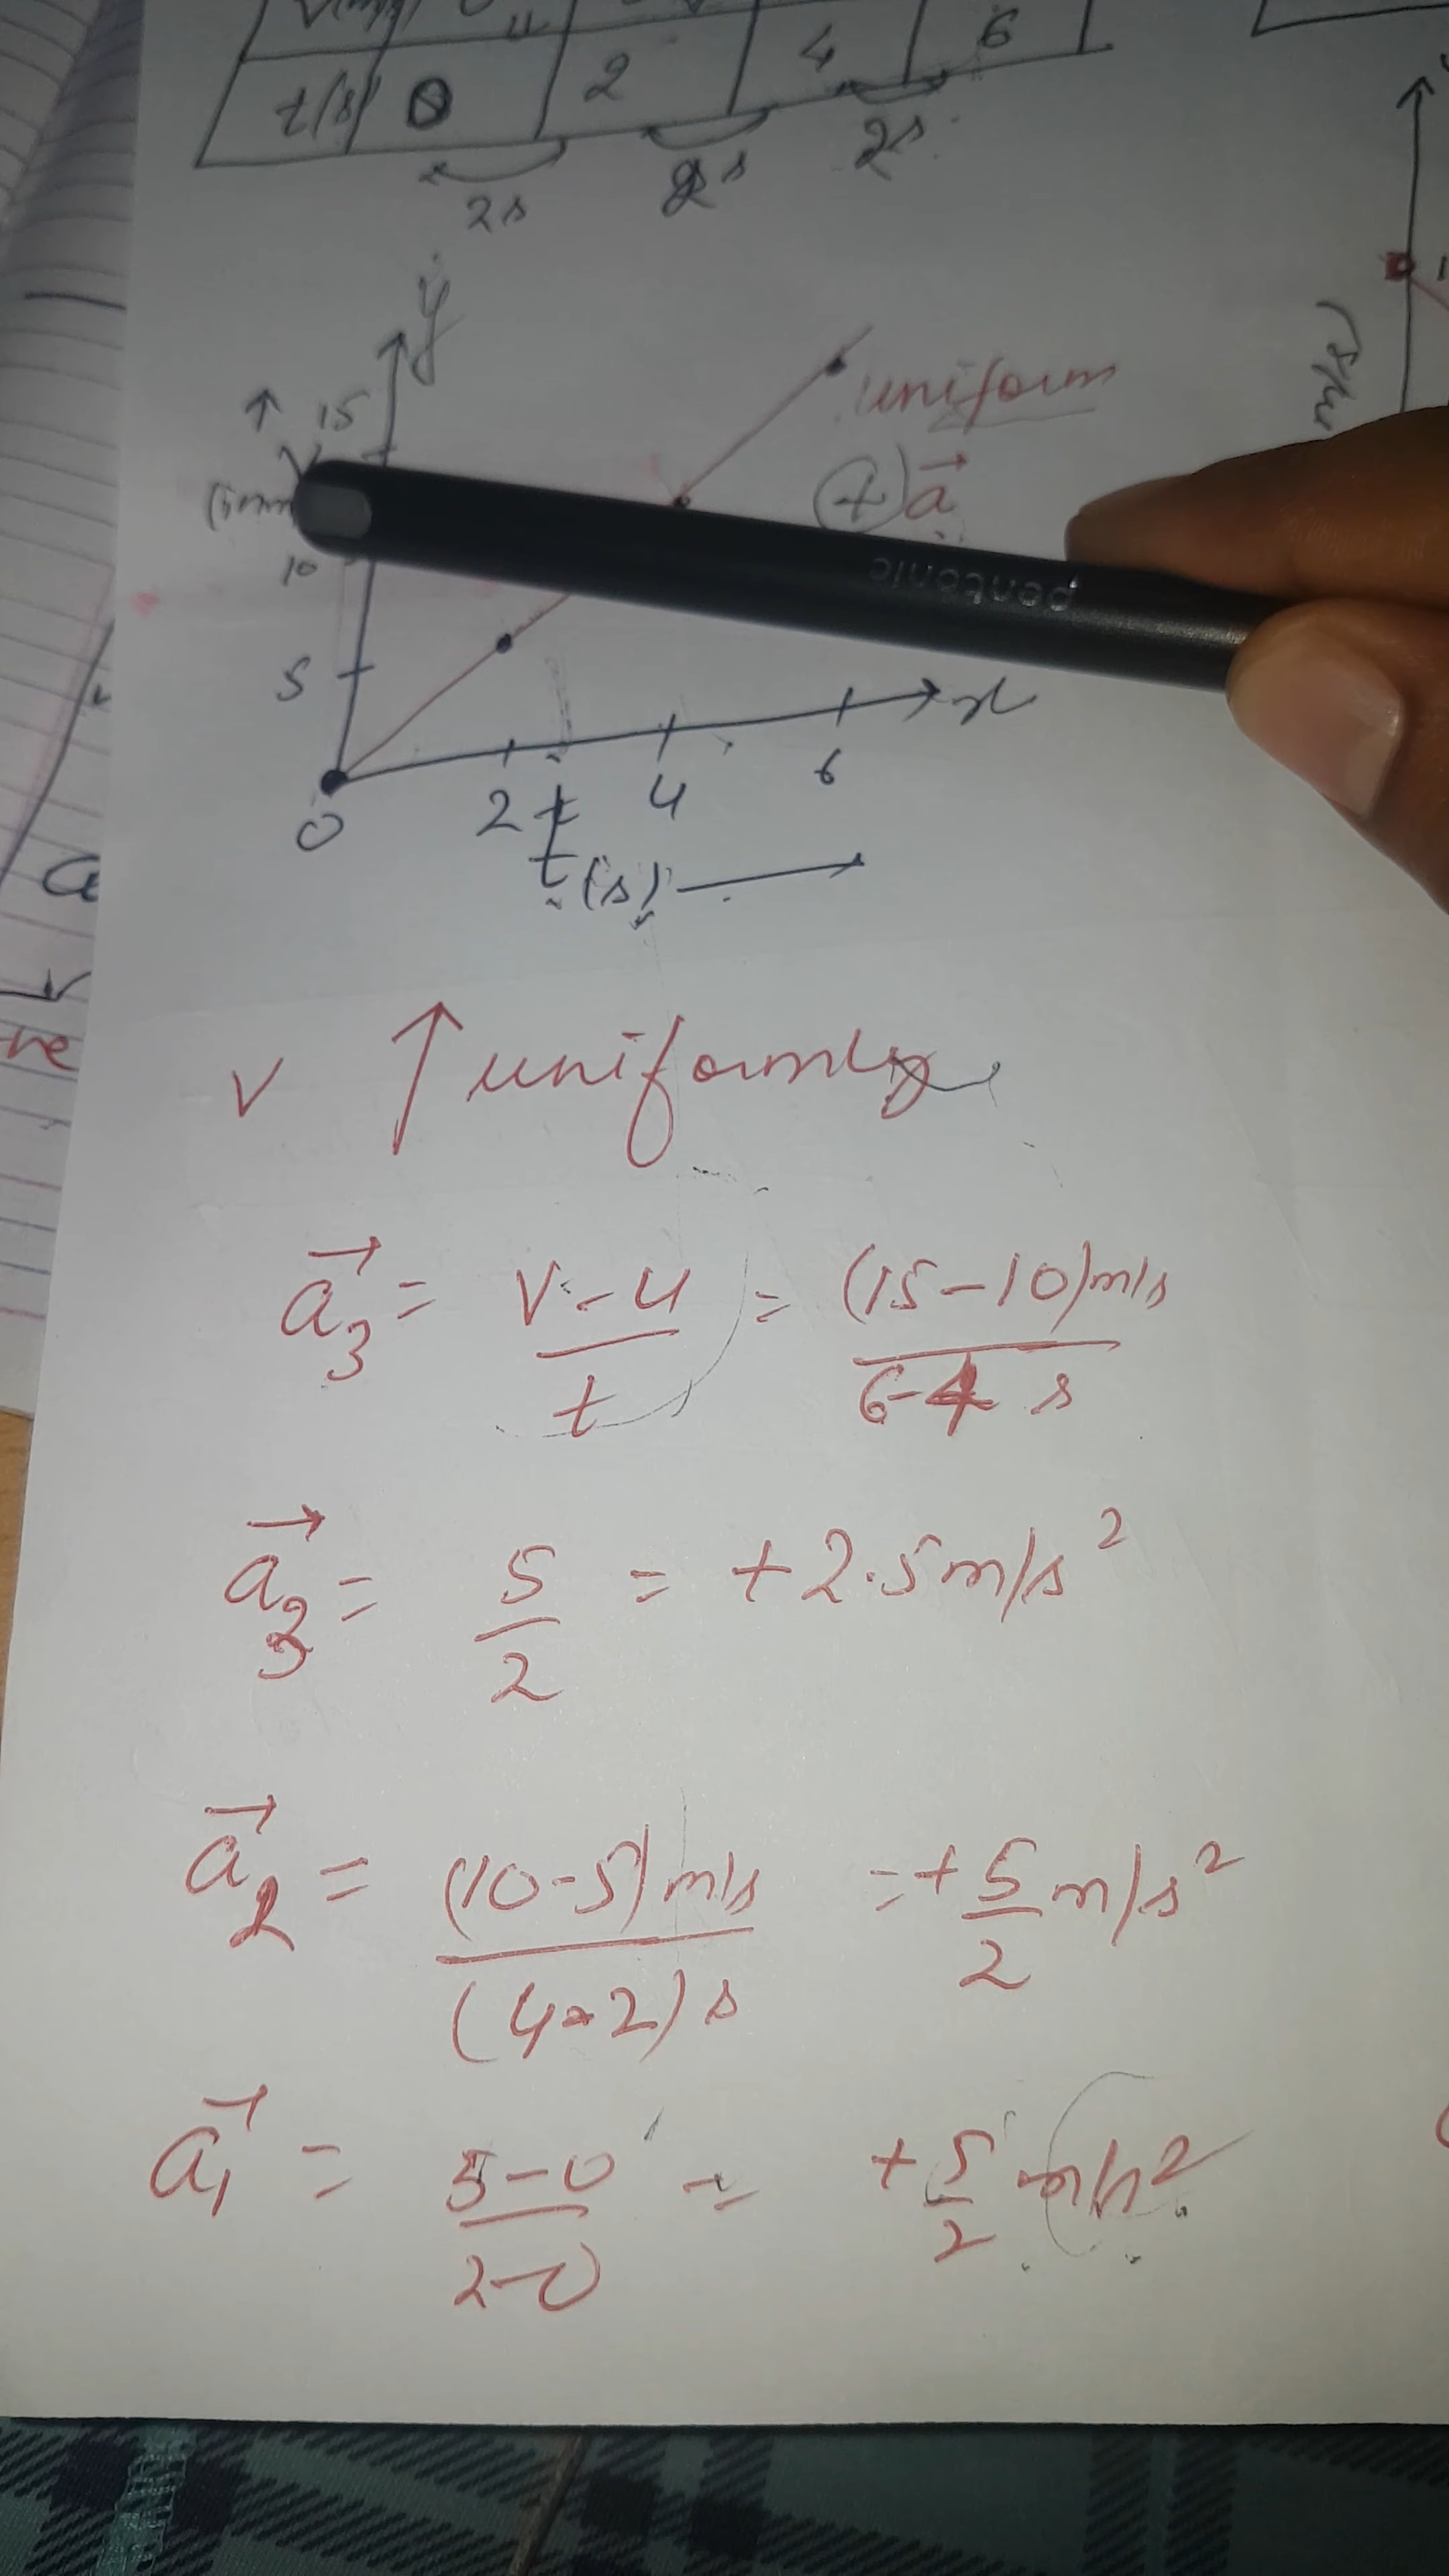 t(s) 0 2 4 6
2s 2s 2s
y
↑ 15
V
uniform
(+) a⃗
10
pentonic
5
x
0 2 4 6
t(s)
V ↑ uniformly
a⃗3 = V-u/t = (15-10)m/s / 6-4 s
a⃗3 = 5/2 = +2.5m/s²
a⃗2 = (10-5)m/s / (4-2)s = +5/2 m/s²
a⃗1 = 5-0/2-0 = +5/2 m/s²